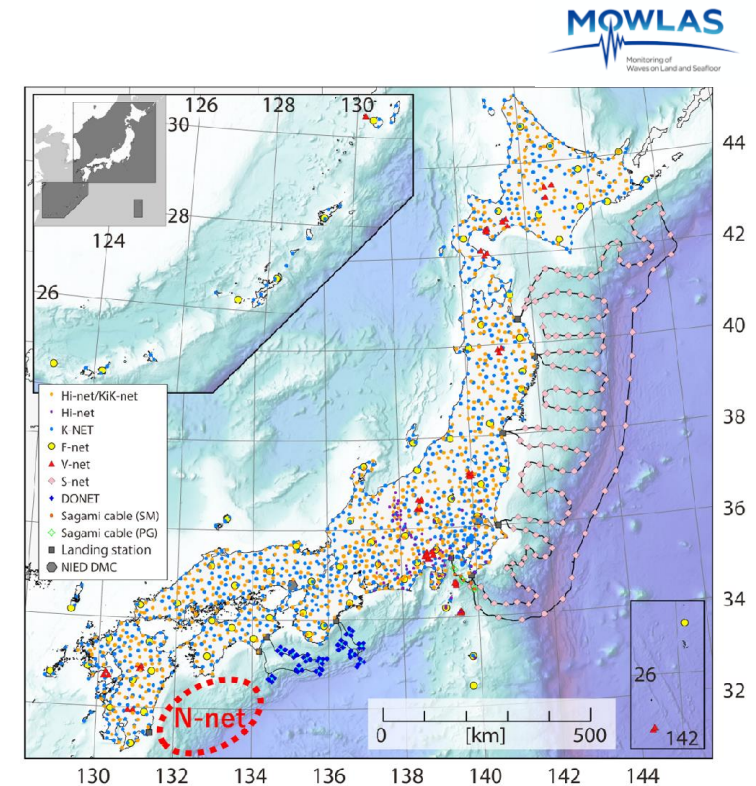 MOWLAS
Monitoring of
Waves on Land and Seafloor
126
128
130
30
28
124
26
44
42
40
38
36
34
32
Hi-net/KiK-net
Hi-net
K-NET
F-net
V-net
S-net
DONET
Sagami cable (SM)
Sagami cable (PG)
Landing station
NIED DMC
N-net
0
[km]
500
26
142
130
132
134
136
138
140
142
144